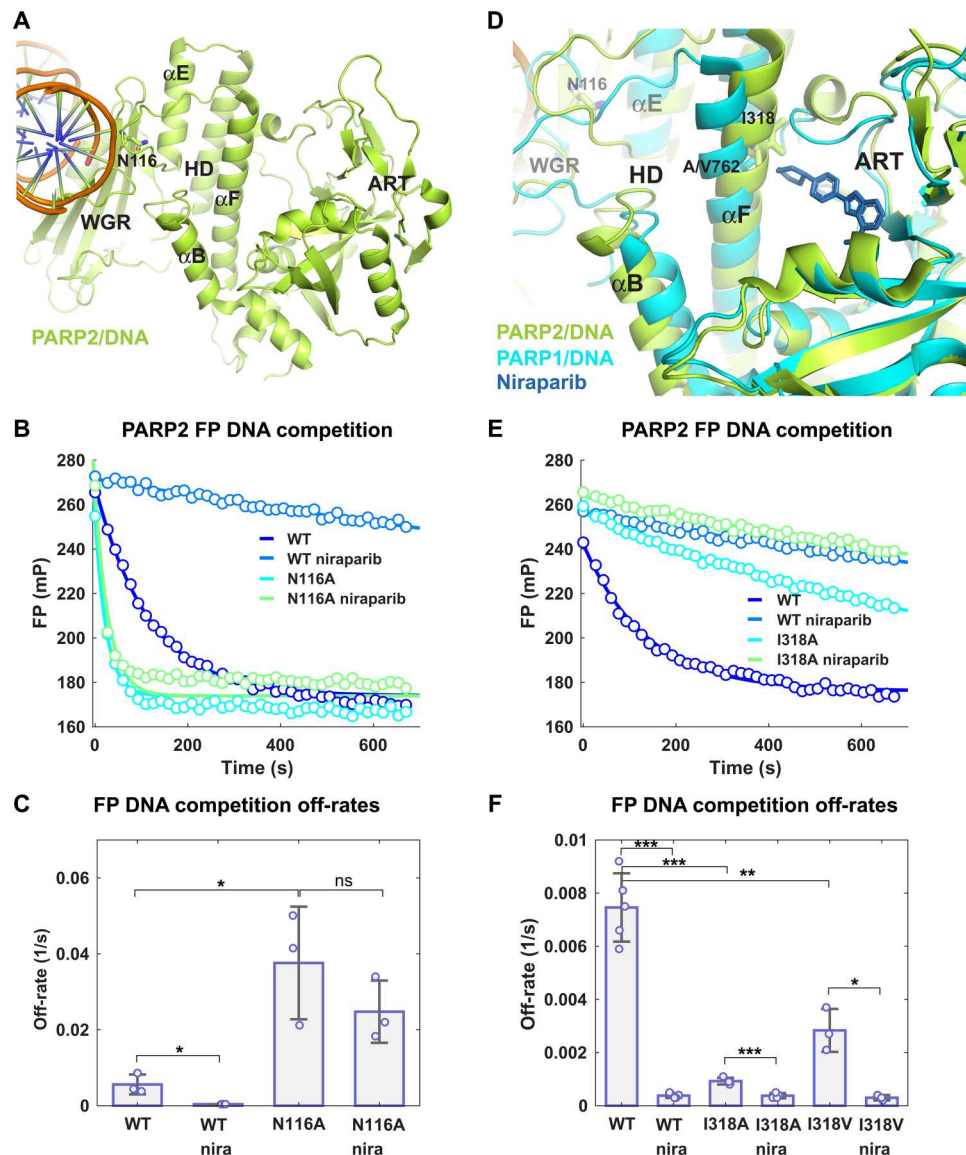 A
αE
N116
HD
WGR
αF
ART
αB
PARP2/DNA
D
N116
αE
I318
WGR
HD
A/V762
ART
αF
αB
PARP2/DNA
PARP1/DNA
Niraparib
B PARP2 FP DNA competition
280
260
240
220
200
180
160
FP (mP)
WT
WT niraparib
N116A
N116A niraparib
0 200 400 600
Time (s)
E PARP2 FP DNA competition
280
260
240
220
200
180
160
FP (mP)
WT
WT niraparib
I318A
I318A niraparib
0 200 400 600
Time (s)
C FP DNA competition off-rates
0.06
0.04
0.02
0
Off-rate (1/s)
* ns
*
WT WT nira N116A N116A nira
F FP DNA competition off-rates
0.01
0.008
0.006
0.004
0.002
0
Off-rate (1/s)
***
***
**
*
***
WT WT nira I318A I318A nira I318V I318V nira